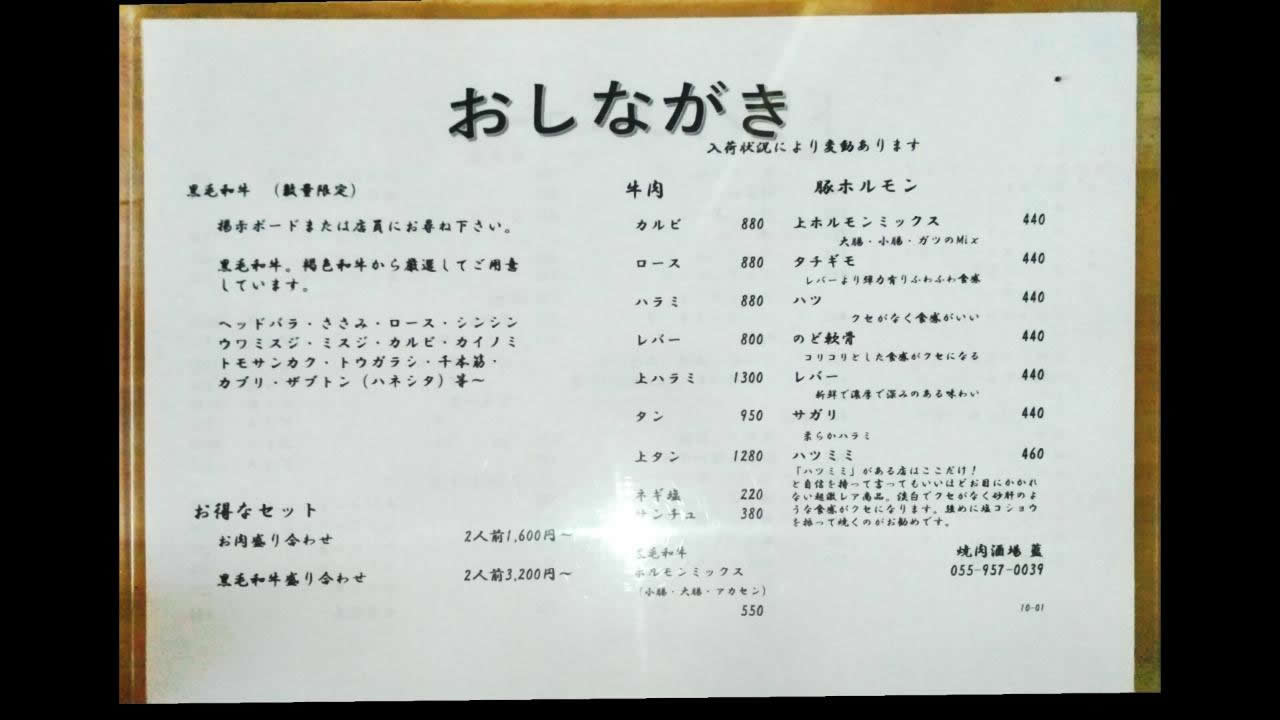 おしながき
入荷状況により変動あります
黒毛和牛　（数量限定）
掲示ボードまたは店員にお尋ね下さい。
黒毛和牛。褐色和牛から厳選してご用意
しています。
ヘッドバラ・ささみ・ロース・シンシン
ウワミスジ・ミスジ・カルビ・カイノミ
トモサンカク・トウガラシ・千本筋・
カブリ・ザブトン（ハネシタ）等～
お得なセット
お肉盛り合わせ 2人前1,600円～
黒毛和牛盛り合わせ 2人前3,200円～
牛肉
カルビ 880
ロース 880
ハラミ 880
レバー 800
上ハラミ 1300
タン 950
上タン 1280
ネギ塩 220
サンチュ 380
黒毛和牛
ホルモンミックス
（小腸・大腸・アカセン）
550
豚ホルモン
上ホルモンミックス 440
大腸・小腸・ガツのMix
タチギモ 440
レバーより弾力有りふわふわ食感
ハツ 440
クセがなく食感がいい
のど軟骨 440
コリコリとした食感がクセになる
レバー 440
新鮮で濃厚で深みのある味わい
サガリ 440
柔らかハラミ
ハツミミ 460
「ハツミミ」がある店はここだけ！
と自信を持って言ってもいいほどお目にかかれ
ない超激レア商品。淡白でクセがなく砂肝のよ
うな食感がクセになります。強めに塩コショウ
を振って焼くのがお勧めです。
焼肉酒場 藍
055-957-0039
10-01